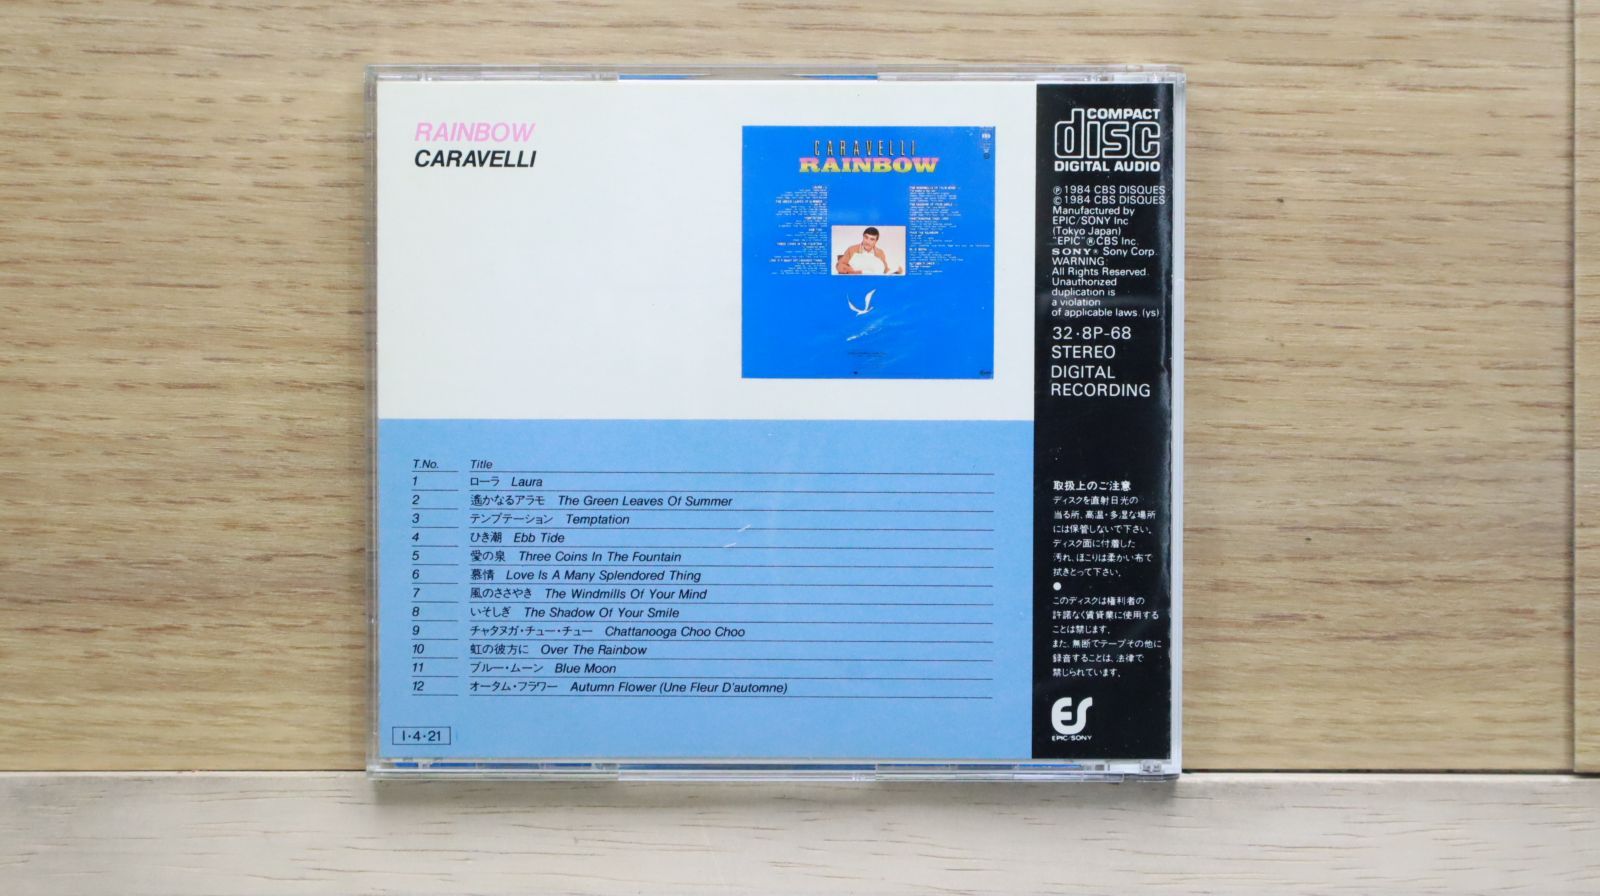 RAINBOW
CARAVELLI
CARAVELLI
RAINBOW
T.No. Title
1 ローラ Laura
2 遙かなるアラモ The Green Leaves Of Summer
3 テンプテーション Temptation
4 ひき潮 Ebb Tide
5 愛の泉 Three Coins In The Fountain
6 慕情 Love Is A Many Splendored Thing
7 風のささやき The Windmills Of Your Mind
8 いそしぎ The Shadow Of Your Smile
9 チャタヌガ・チュー・チュー Chattanooga Choo Choo
10 虹の彼方に Over The Rainbow
11 ブルー・ムーン Blue Moon
12 オータム・フラワー Autumn Flower (Une Fleur D'automne)
I・4・21
COMPACT
disc
DIGITAL AUDIO
Ⓟ 1984 CBS DISQUES
© 1984 CBS DISQUES
Manufactured by
EPIC/SONY Inc
(Tokyo Japan)
"EPIC" ® CBS Inc.
SONY ® Sony Corp.
WARNING:
All Rights Reserved.
Unauthorized
duplication is
a violation
of applicable laws. (ys)
32・8P-68
STEREO
DIGITAL
RECORDING
取扱上のご注意
ディスクを直射日光の
当る所、高温・多湿な場所
には保管しないで下さい。
ディスク面に付着した
汚れ、ほこりは柔かい布で
拭きとって下さい。
●
このディスクは権利者の
許諾なく賃貸業に使用する
ことは禁じます。
また、無断でテープその他に
録音することは、法律で
禁じられています。
ES
EPIC/SONY